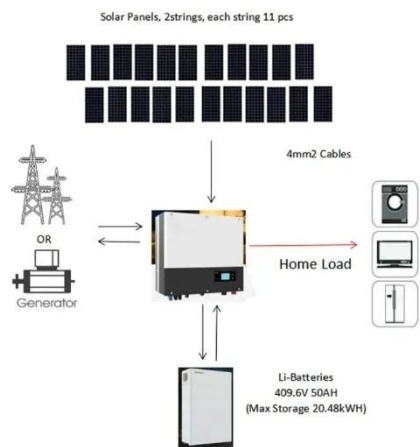 Solar Panels, 2strings, each string 11 pcs
4mm2 Cables
OR
Generator
Home Load
Li-Batteries
409.6V 50AH
(Max Storage 20.48kWH)